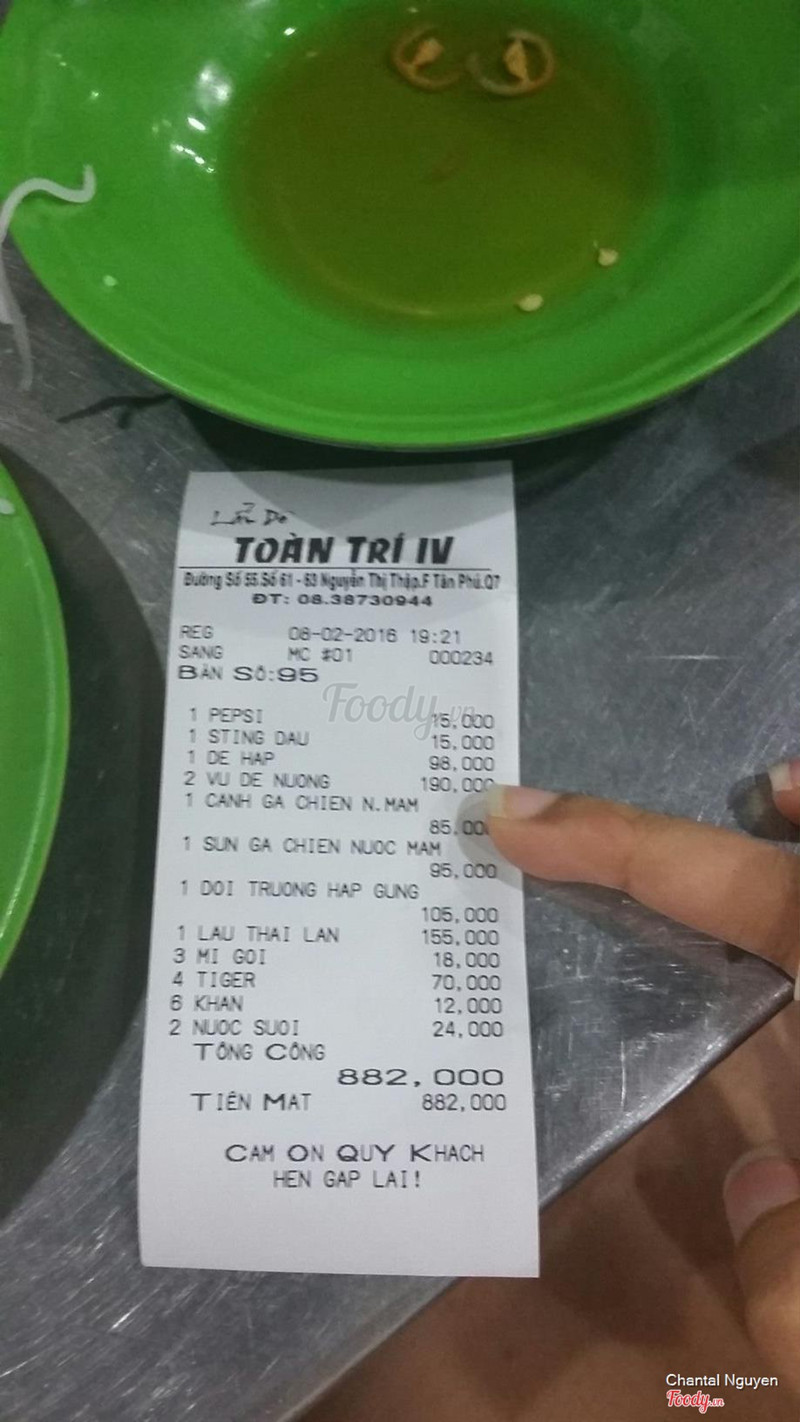 Lẩu Dê
TOÀN TRÍ IV
Đường Số 55.Số 61 - 63 Nguyễn Thị Thập.F Tân Phú.Q7
ĐT: 08.38730944
REG 08-02-2016 19:21
SANG MC #01 000234
BÀN SỐ:95
1 PEPSI 15,000
1 STING DAU 15,000
1 DE HAP 98,000
2 VU DE NUONG 190,000
1 CANH GA CHIEN N.MAM
85,000
1 SUN GA CHIEN NUOC MAM
95,000
1 DOI TRUONG HAP GUNG
105,000
1 LAU THAI LAN 155,000
3 MI GOI 18,000
4 TIGER 70,000
6 KHAN 12,000
2 NUOC SUOI 24,000
TỔNG CỘNG
882,000
TIÊN MAT 882,000
CAM ON QUY KHACH
HEN GAP LAI!
Foody.vn
Chantal Nguyen
Foody.vn